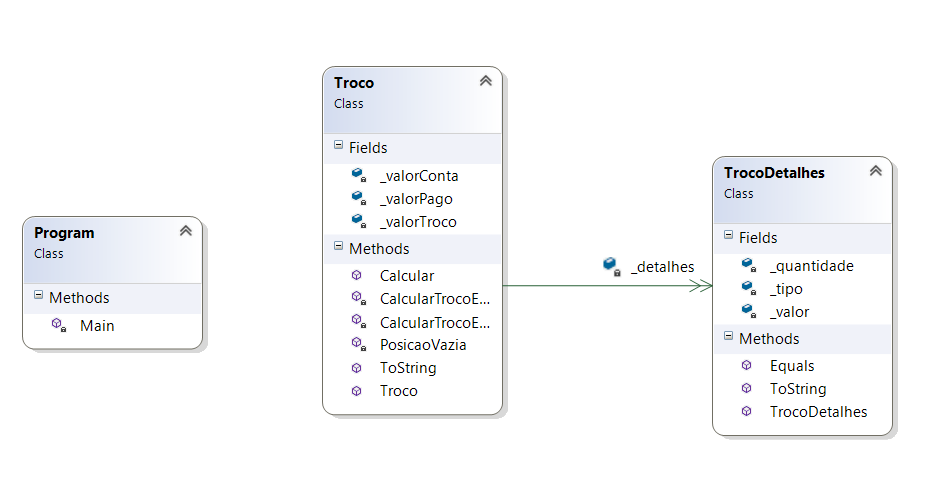 Program
Class
Methods
Main
Troco
Class
Fields
_valorConta
_valorPago
_valorTroco
Methods
Calcular
CalcularTrocoE...
CalcularTrocoE...
PosicaoVazia
ToString
Troco
_detalhes
TrocoDetalhes
Class
Fields
_quantidade
_tipo
_valor
Methods
Equals
ToString
TrocoDetalhes